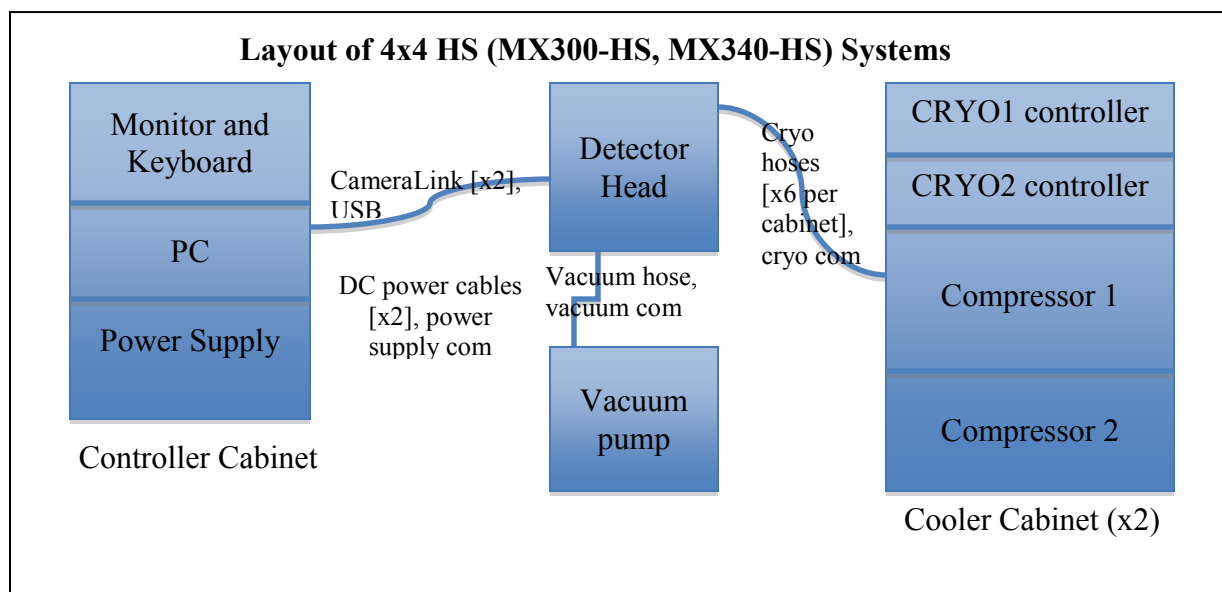 Layout of 4x4 HS (MX300-HS, MX340-HS) Systems
Monitor and
Keyboard
PC
Power Supply
Controller Cabinet
CameraLink [x2],
USB
DC power cables
[x2], power
supply com
Detector
Head
Vacuum hose,
vacuum com
Vacuum
pump
Cryo
hoses
[x6 per
cabinet],
cryo com
CRYO1 controller
CRYO2 controller
Compressor 1
Compressor 2
Cooler Cabinet (x2)